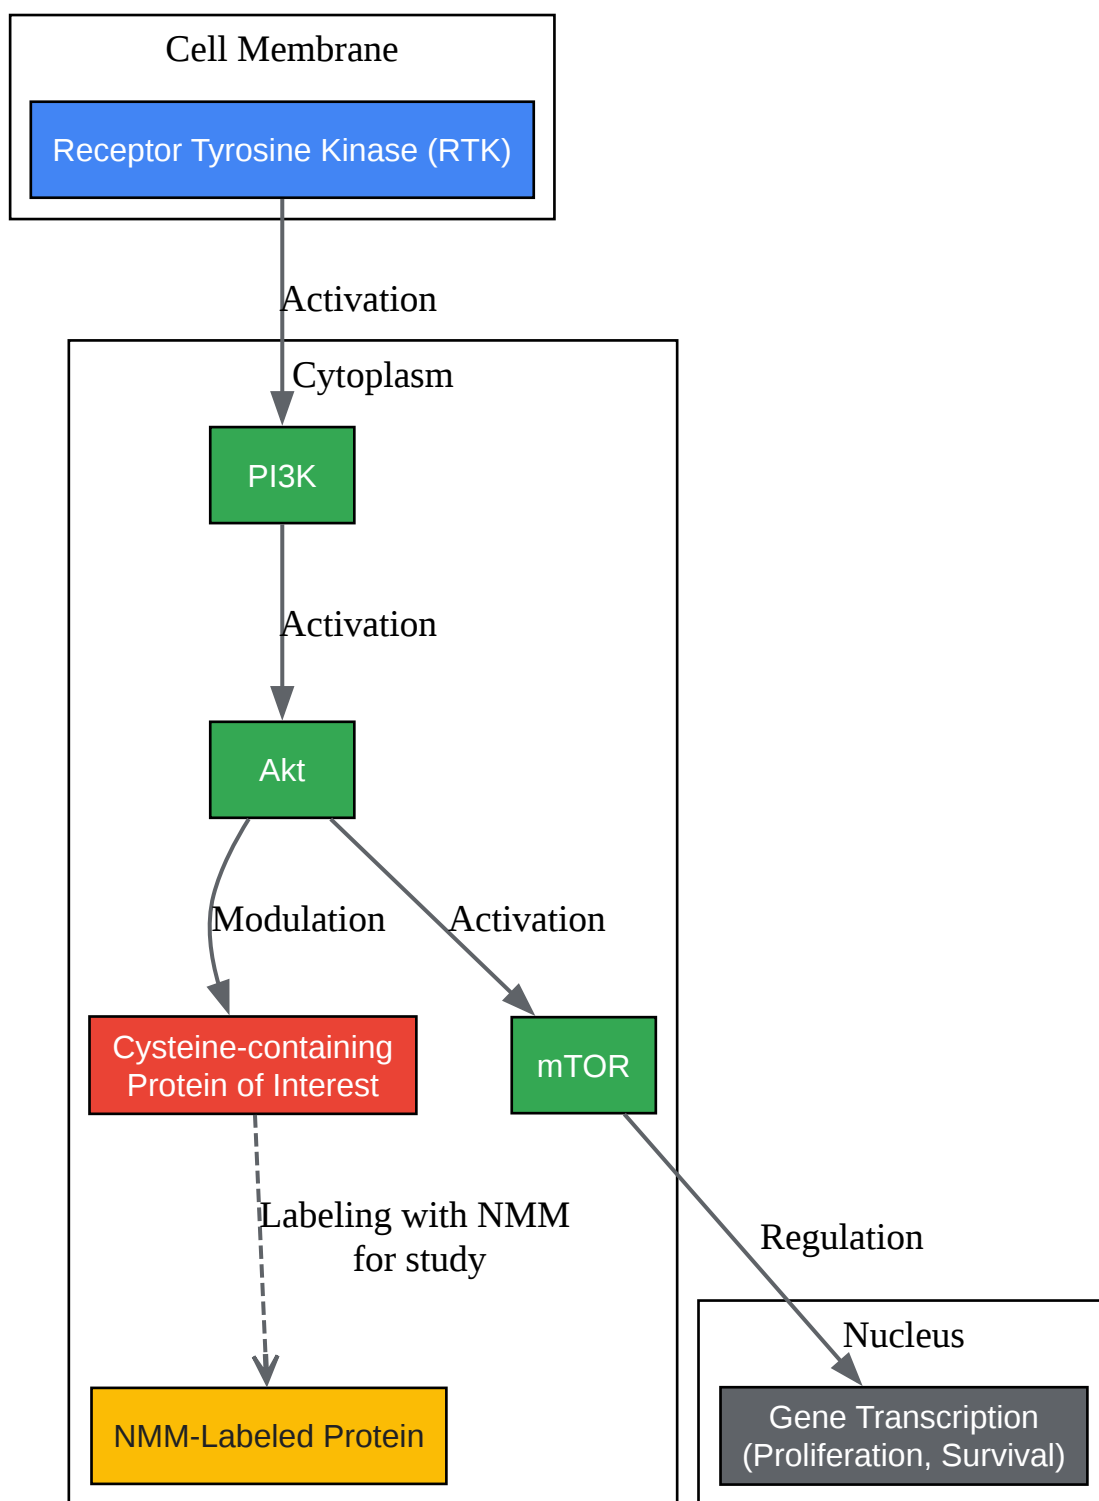 Cell Membrane
Receptor Tyrosine Kinase (RTK)
Activation
Cytoplasm
PI3K
Activation
Akt
Modulation
Activation
Cysteine-containing
Protein of Interest
mTOR
Labeling with NMM
for study
Regulation
Nucleus
NMM-Labeled Protein
Gene Transcription
(Proliferation, Survival)